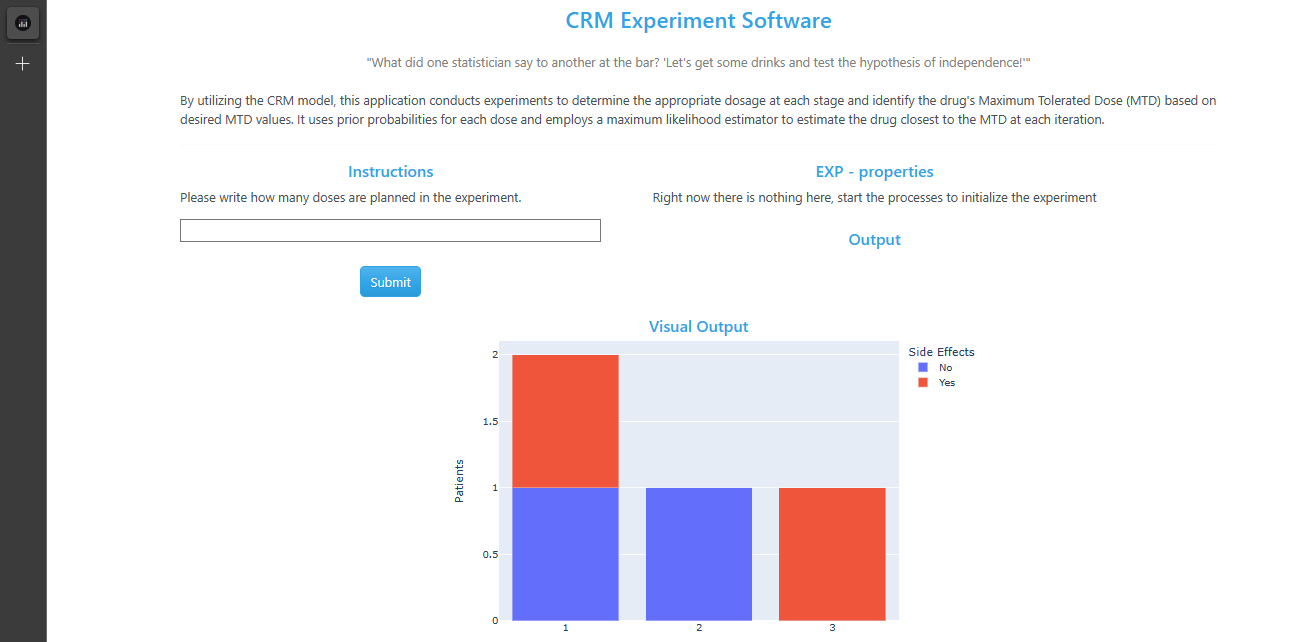 CRM Experiment Software
"What did one statistician say to another at the bar? 'Let's get some drinks and test the hypothesis of independence!'"
By utilizing the CRM model, this application conducts experiments to determine the appropriate dosage at each stage and identify the drug's Maximum Tolerated Dose (MTD) based on
desired MTD values. It uses prior probabilities for each dose and employs a maximum likelihood estimator to estimate the drug closest to the MTD at each iteration.
Instructions
Please write how many doses are planned in the experiment.
Submit
EXP - properties
Right now there is nothing here, start the processes to initialize the experiment
Output
Visual Output
Side Effects
No
Yes
Patients
2
1.5
1
0.5
0
1 2 3